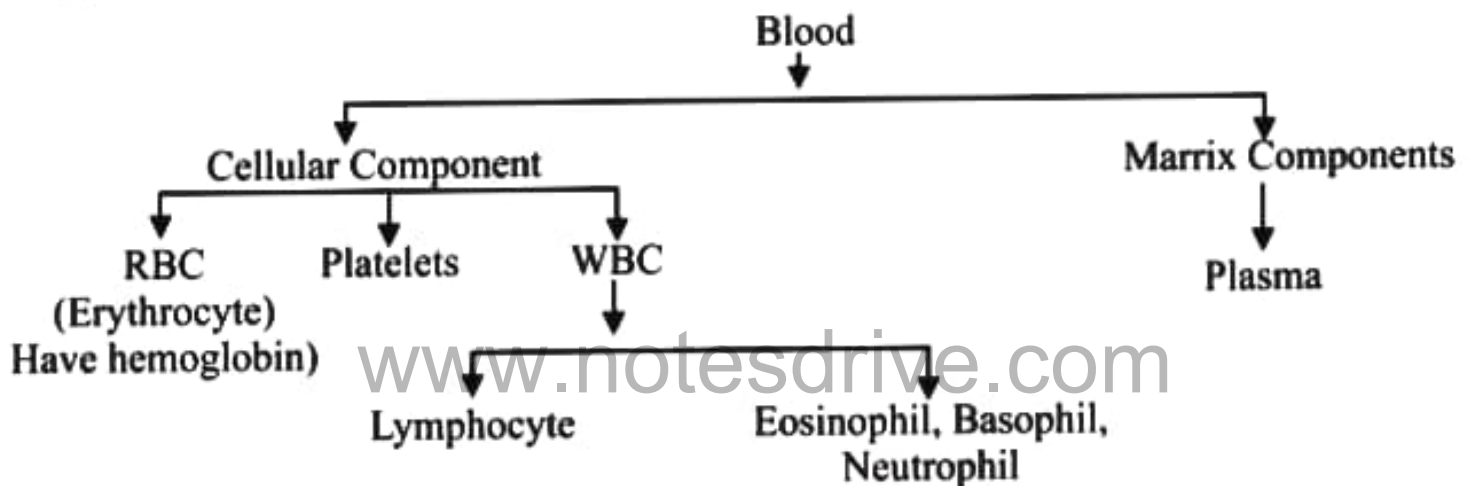 Blood
Cellular Component
Marrix Components
RBC
(Erythrocyte)
Have hemoglobin)
Platelets
WBC
Plasma
www.notesdrive.com
Lymphocyte
Eosinophil, Basophil,
Neutrophil